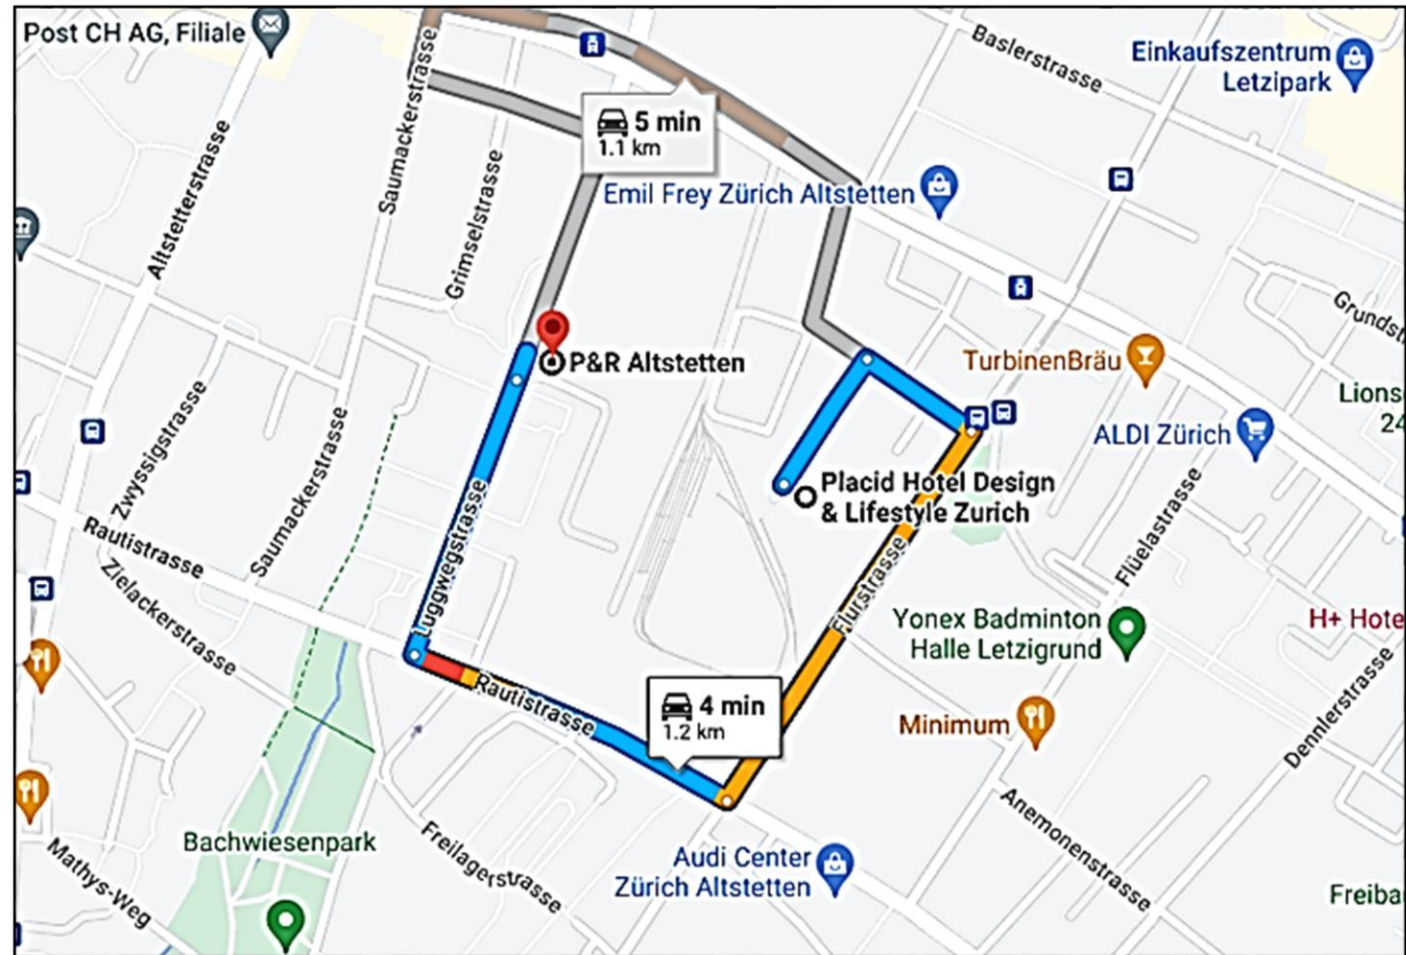 Post CH AG, Filiale
Baslerstrasse
Einkaufszentrum
Letzipark
Saumackerstrasse
5 min
1.1 km
Altstetterstrasse
Grimselstrasse
Emil Frey Zürich Altstetten
TurbinenBräu
P&R Altstetten
Lions
24
ALDI Zürich
Zwyssigstrasse
Saumackerstrasse
Placid Hotel Design
& Lifestyle Zurich
Rautistrasse
Luggwegstrasse
Flurstrasse
Flüelastrasse
Zielackerstrasse
Yonex Badminton
Halle Letzigrund
H+ Hote
Rautistrasse
4 min
1.2 km
Minimum
Dennlerstrasse
Bachwiesenpark
Freilagerstrasse
Anemonenstrasse
Mathys-Weg
Audi Center
Zürich Altstetten
Freiba